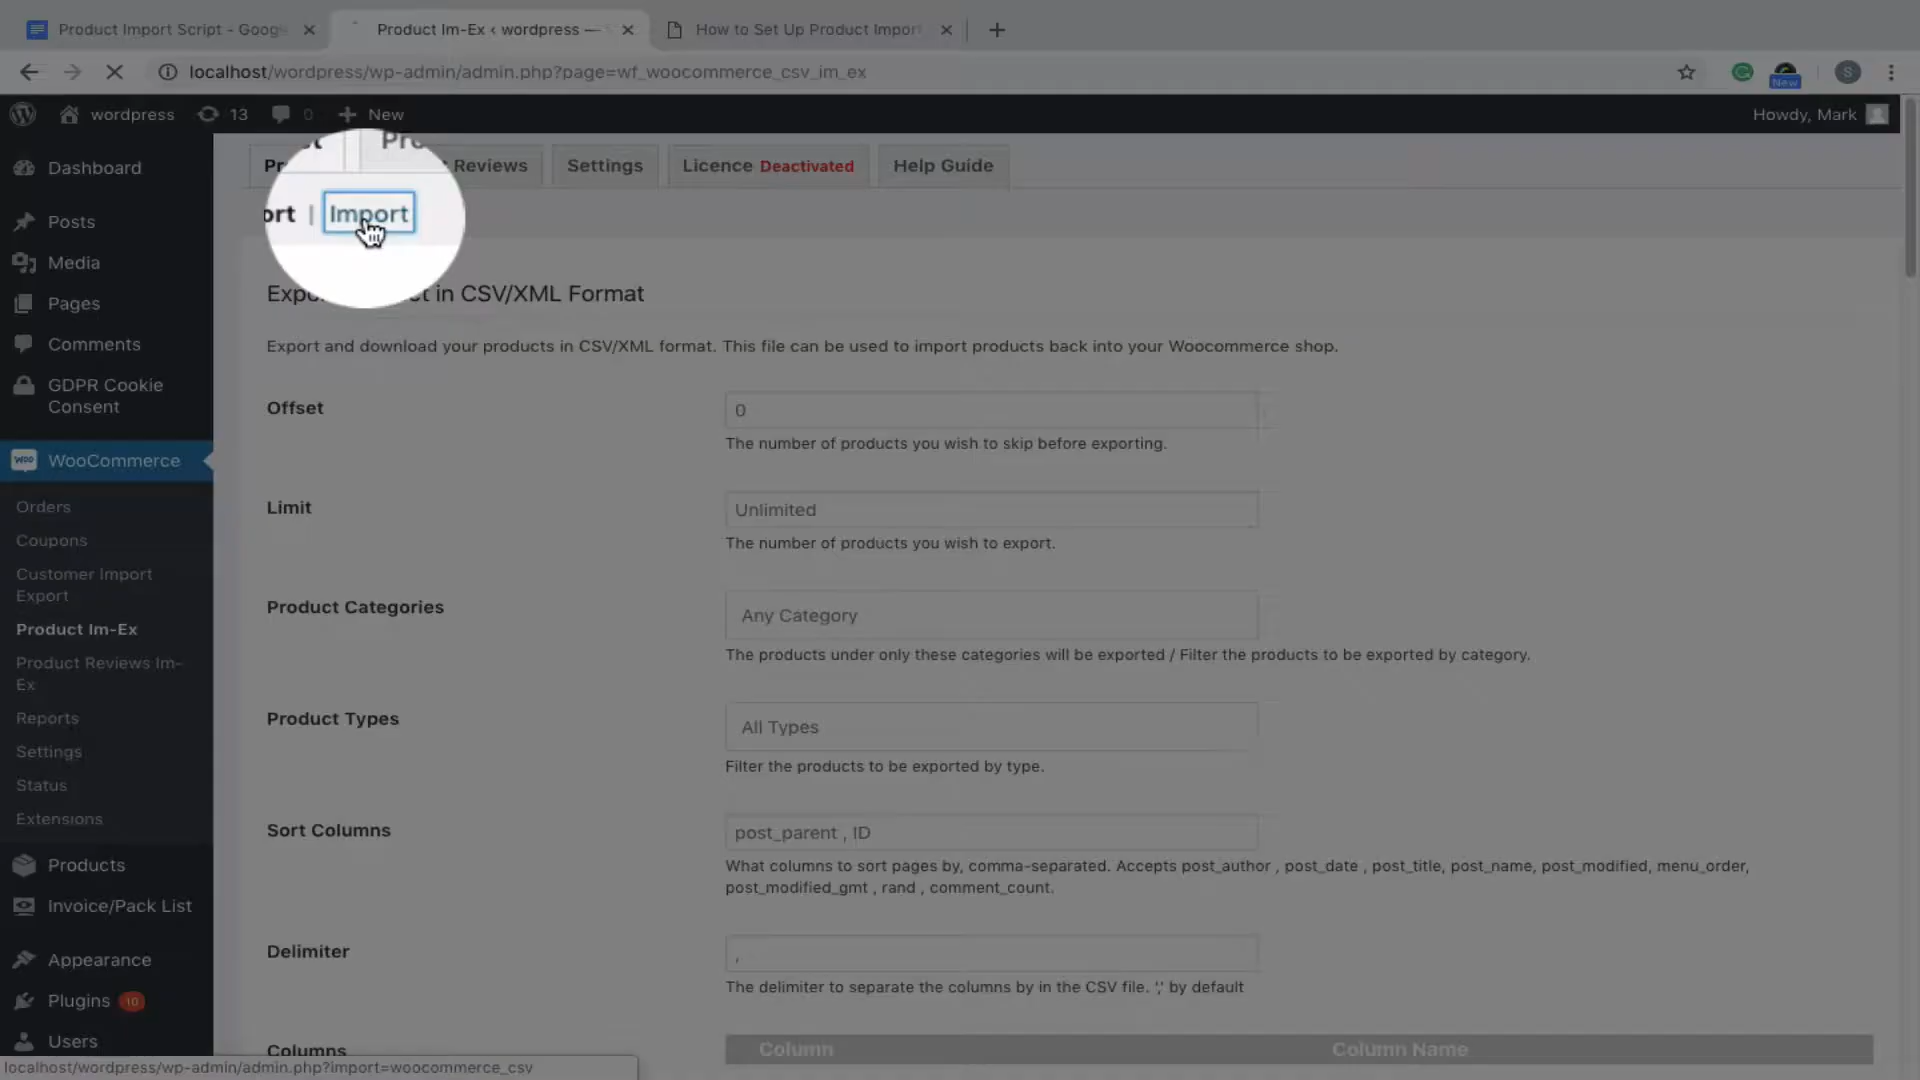 Product Import Script - Goog
Product Im-Ex ‹ wordpress —
How to Set Up Product Import
localhost/wordpress/wp-admin/admin.php?page=wf_woocommerce_csv_im_ex
New
S
wordpress
13
0
New
Howdy, Mark
Dashboard
Posts
Media
Pages
Comments
GDPR Cookie
Consent
WooCommerce
Orders
Coupons
Customer Import
Export
Product Im-Ex
Product Reviews Im-
Ex
Reports
Settings
Status
Extensions
Products
Invoice/Pack List
Appearance
Plugins 10
Users
Reviews
Settings
Licence Deactivated
Help Guide
ort | Import
in CSV/XML Format
Export and download your products in CSV/XML format. This file can be used to import products back into your Woocommerce shop.
Offset
0
The number of products you wish to skip before exporting.
Limit
Unlimited
The number of products you wish to export.
Product Categories
Any Category
The products under only these categories will be exported / Filter the products to be exported by category.
Product Types
All Types
Filter the products to be exported by type.
Sort Columns
post_parent , ID
What columns to sort pages by, comma-separated. Accepts post_author , post_date , post_title, post_name, post_modified, menu_order,
post_modified_gmt , rand , comment_count.
Delimiter
,
The delimiter to separate the columns by in the CSV file. ',' by default
Columns
Column
Column Name
localhost/wordpress/wp-admin/admin.php?import=woocommerce_csv